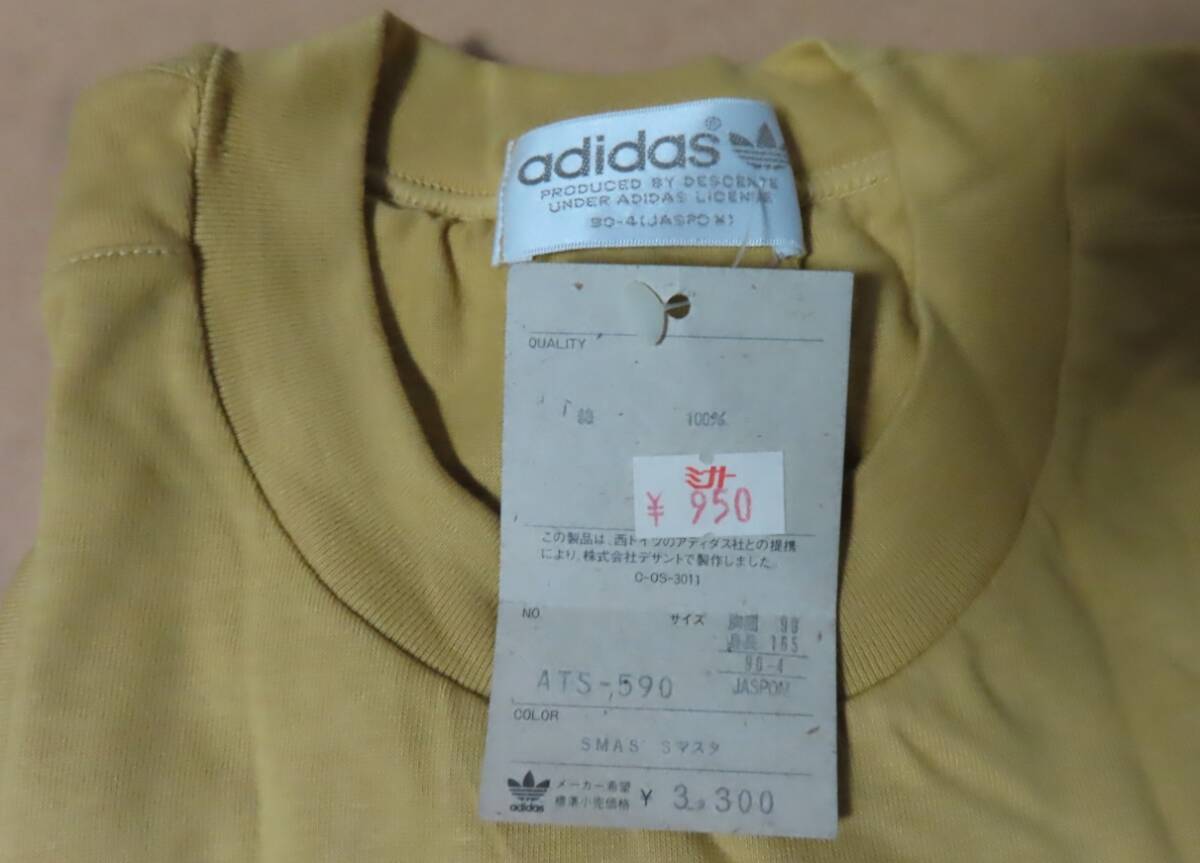 adidas®
PRODUCED BY DESCENTE
UNDER ADIDAS LICENSE
90-4(JASPO M)
QUALITY
綿 100%
ミナトー
¥ 950
この製品は、西ドイツのアディダス社との提携
により、株式会社デサントで製作しました。
C-OS-3011
NO
サイズ
胸囲 90
身長 165
90-4
JASPOM
ATS-590
COLOR
SMAS Sマスタ
adidas
メーカー希望
標準小売価格 ¥ 3,300